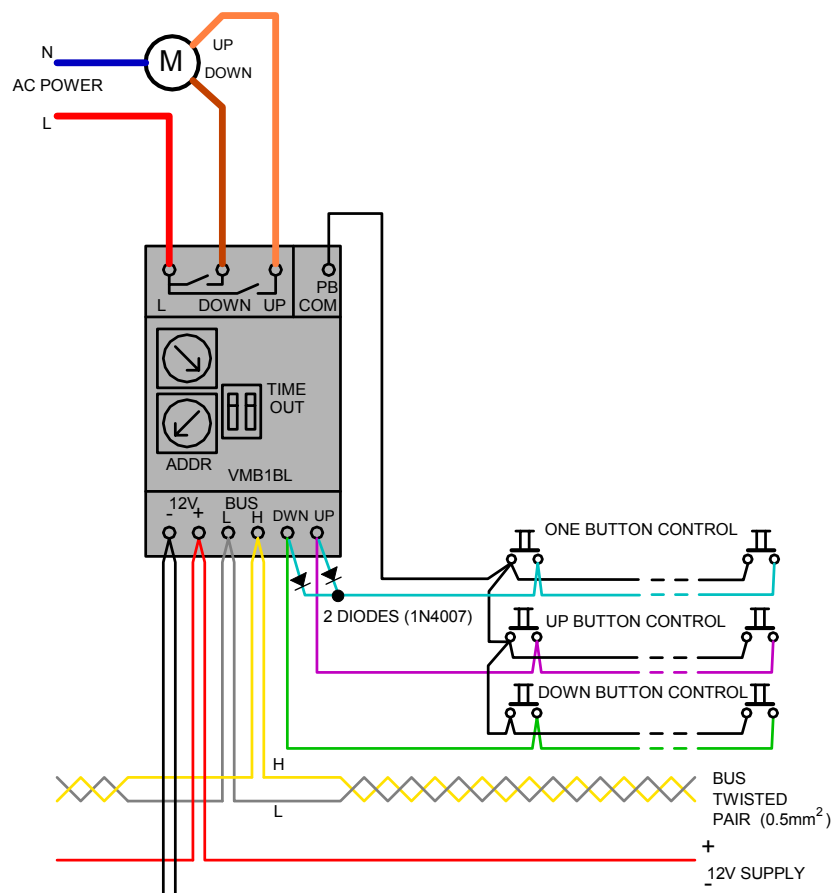 N
UP
DOWN
M
AC POWER
L
L DOWN UP
PB
COM
TIME
OUT
ADDR
VMB1BL
12V BUS
- + L H DWN UP
ONE BUTTON CONTROL
2 DIODES (1N4007)
UP BUTTON CONTROL
DOWN BUTTON CONTROL
H
L
BUS
TWISTED
PAIR (0.5mm²)
+
12V SUPPLY
-